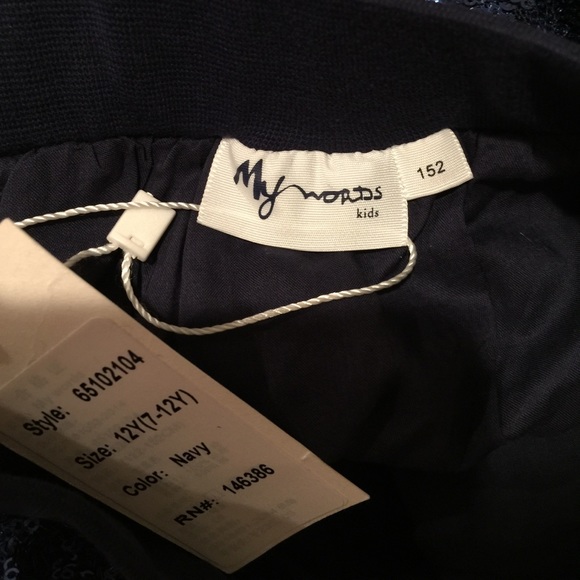 My WORDS
kids
152
Style: 65102104
Size: 12Y(7-12Y)
Color: Navy
RN#: 146386